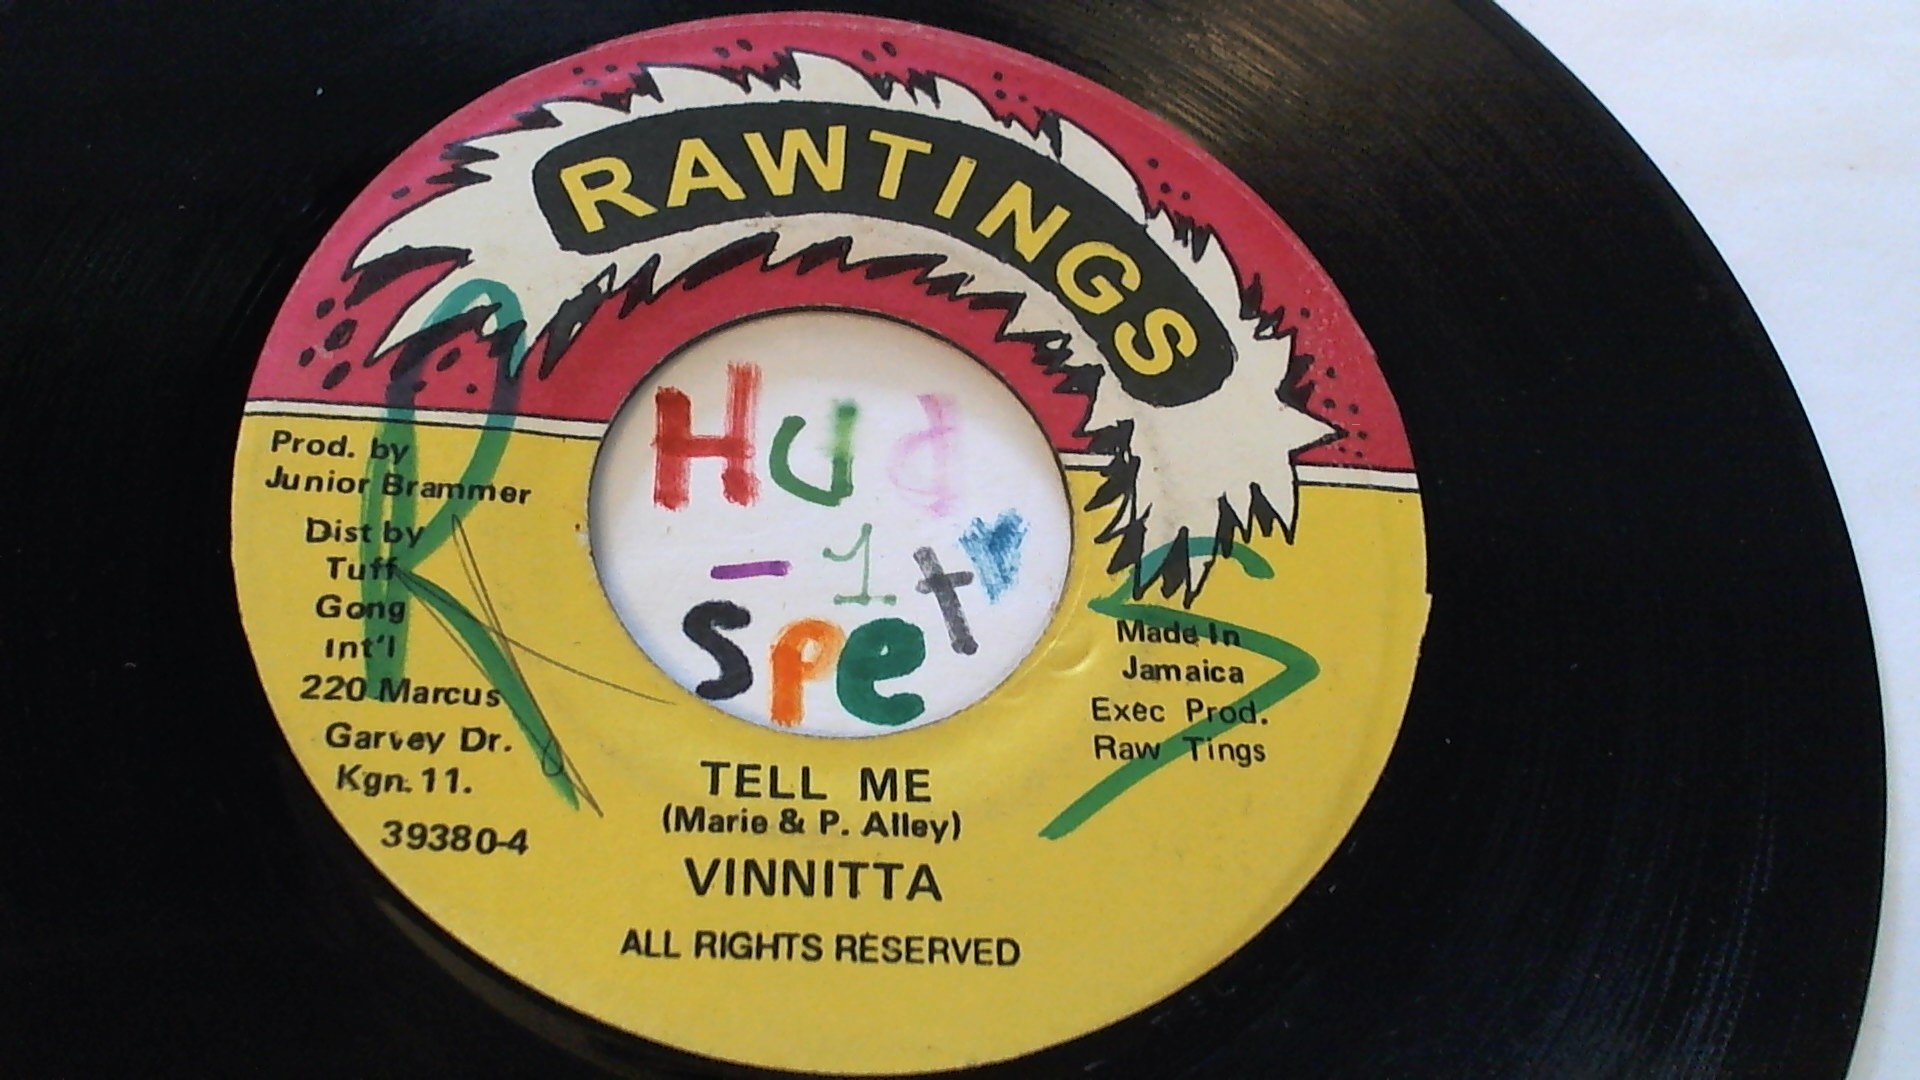 RAWTINGS
Prod. by
Junior Brammer
Dist by
Tuff
Gong
Int'l
220 Marcus
Garvey Dr.
Kgn. 11.
39380-4
Hud
-1
spet
R
S
Made In
Jamaica
Exec Prod.
Raw Tings
TELL ME
(Marie & P. Alley)
VINNITTA
ALL RIGHTS RESERVED